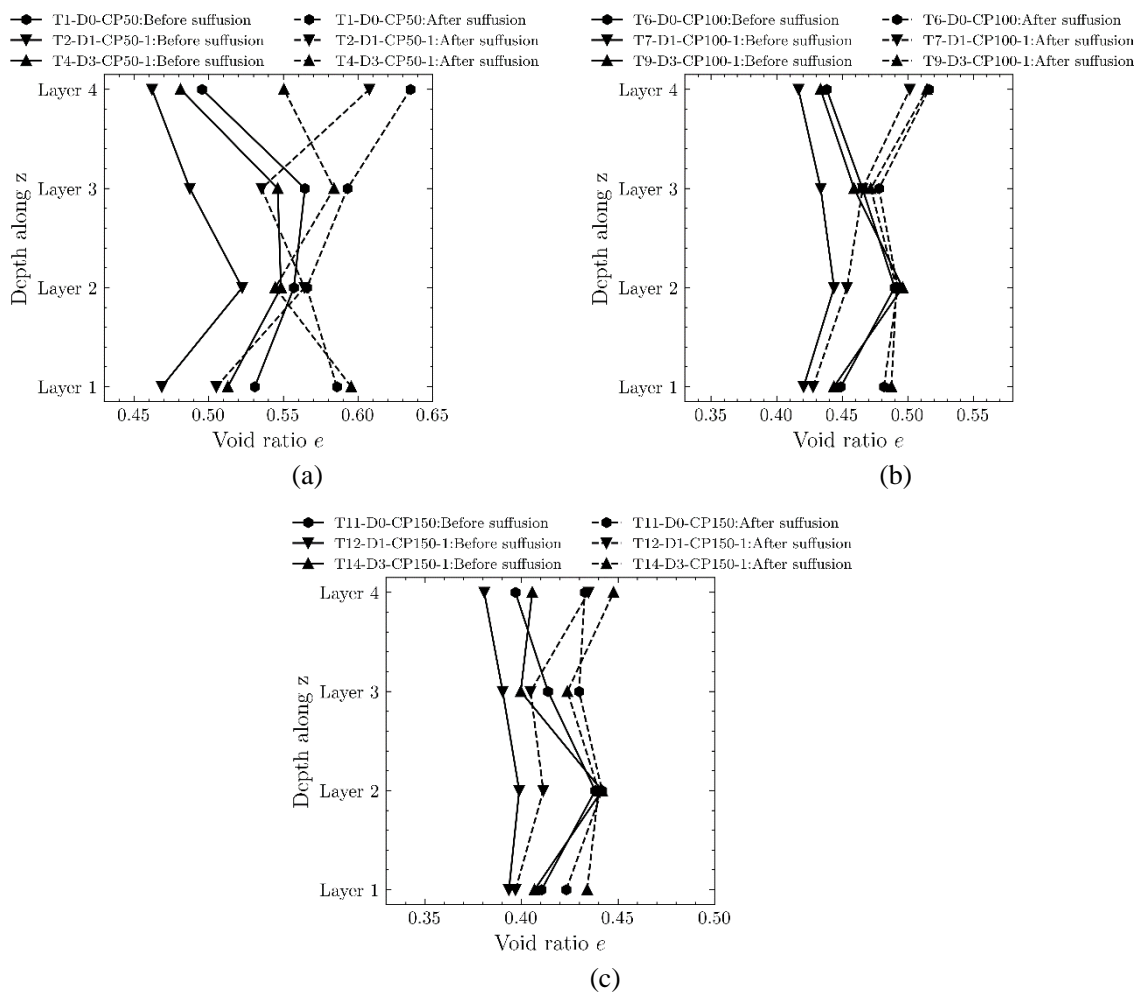 T1-D0-CP50:Before suffusion T1-D0-CP50:After suffusion
T2-D1-CP50-1:Before suffusion T2-D1-CP50-1:After suffusion
T4-D3-CP50-1:Before suffusion T4-D3-CP50-1:After suffusion
Layer 4
Layer 3
Layer 2
Layer 1
Depth along z
0.45 0.50 0.55 0.60 0.65
Void ratio e
(a)
T6-D0-CP100:Before suffusion T6-D0-CP100:After suffusion
T7-D1-CP100-1:Before suffusion T7-D1-CP100-1:After suffusion
T9-D3-CP100-1:Before suffusion T9-D3-CP100-1:After suffusion
Layer 4
Layer 3
Layer 2
Layer 1
Depth along z
0.35 0.40 0.45 0.50 0.55
Void ratio e
(b)
T11-D0-CP150:Before suffusion T11-D0-CP150:After suffusion
T12-D1-CP150-1:Before suffusion T12-D1-CP150-1:After suffusion
T14-D3-CP150-1:Before suffusion T14-D3-CP150-1:After suffusion
Layer 4
Layer 3
Layer 2
Layer 1
Depth along z
0.35 0.40 0.45 0.50
Void ratio e
(c)